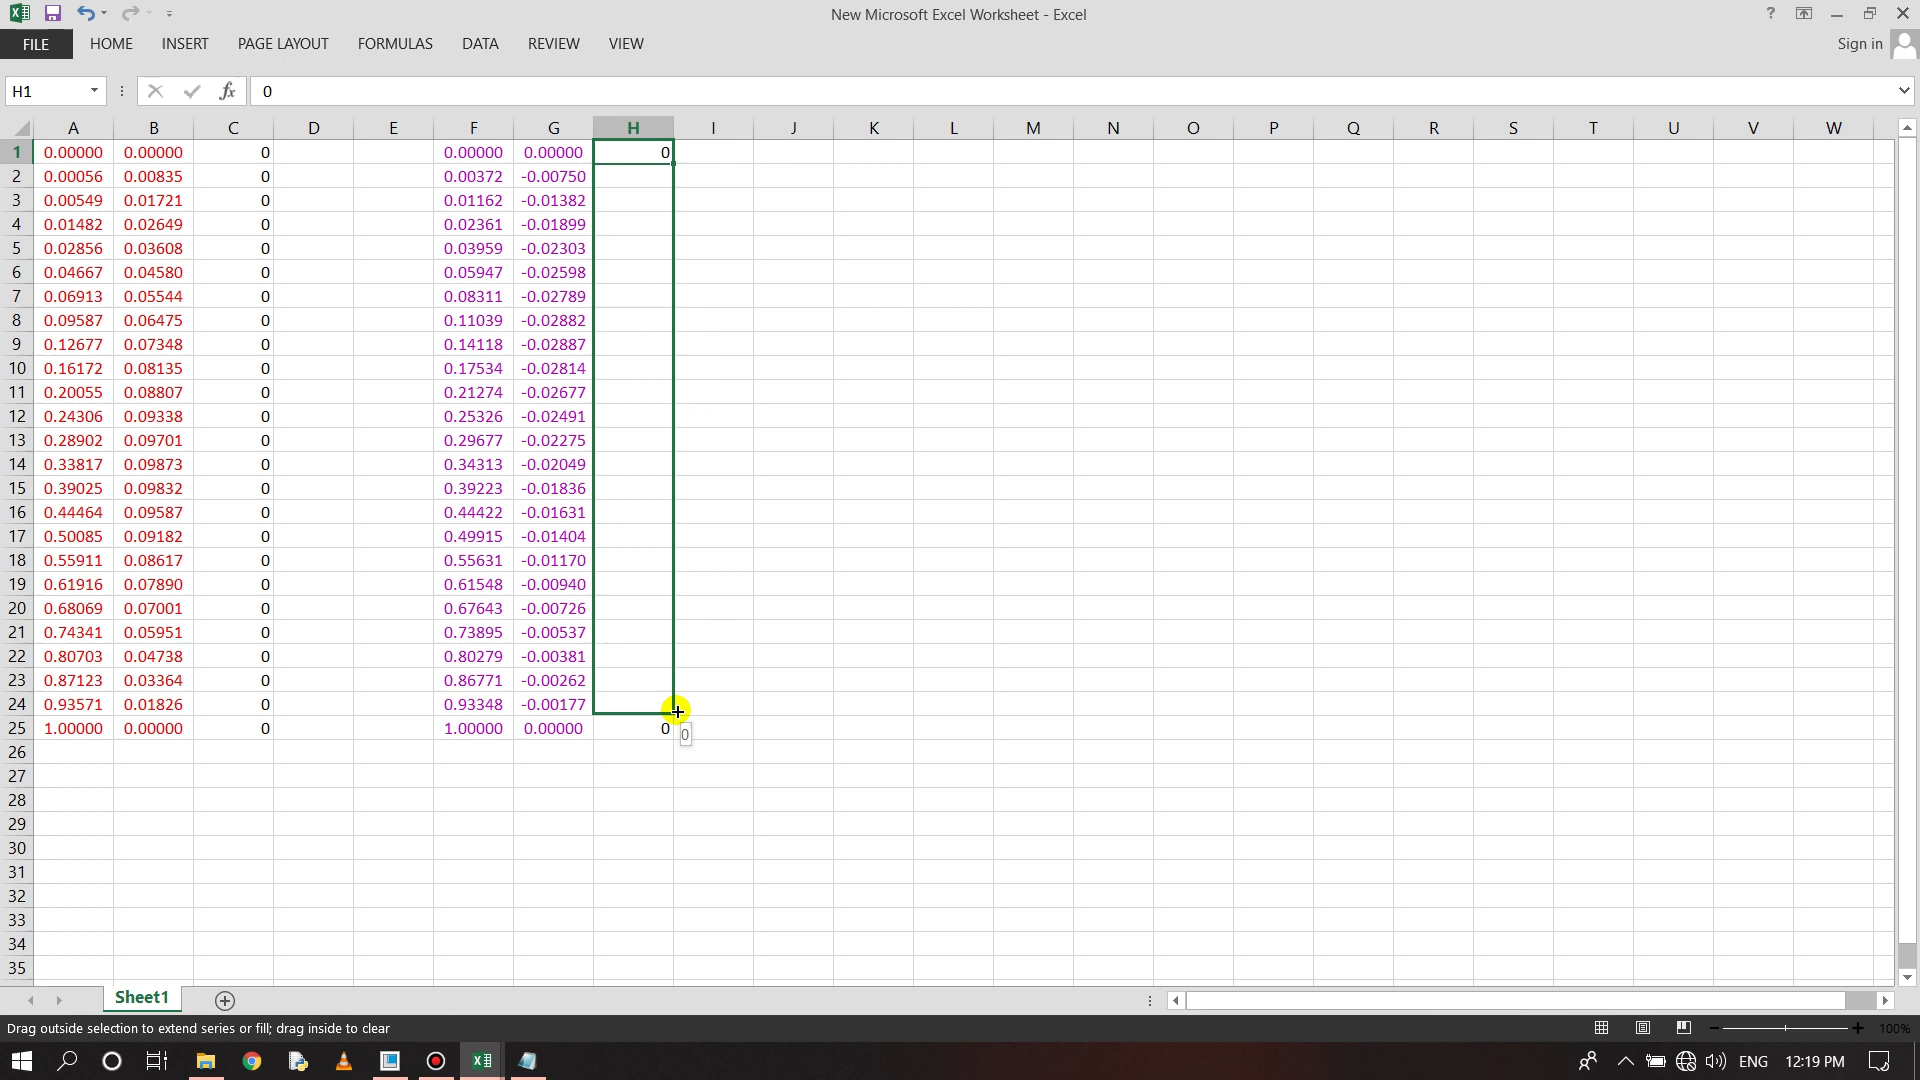 New Microsoft Excel Worksheet - Excel
?
FILE HOME INSERT PAGE LAYOUT FORMULAS DATA REVIEW VIEW Sign in
H1 fx 0
A B C D E F G H I J K L M N O P Q R S T U V W
1 0.00000 0.00000 0 0.00000 0.00000 0
2 0.00056 0.00835 0 0.00372 -0.00750
3 0.00549 0.01721 0 0.01162 -0.01382
4 0.01482 0.02649 0 0.02361 -0.01899
5 0.02856 0.03608 0 0.03959 -0.02303
6 0.04667 0.04580 0 0.05947 -0.02598
7 0.06913 0.05544 0 0.08311 -0.02789
8 0.09587 0.06475 0 0.11039 -0.02882
9 0.12677 0.07348 0 0.14118 -0.02887
10 0.16172 0.08135 0 0.17534 -0.02814
11 0.20055 0.08807 0 0.21274 -0.02677
12 0.24306 0.09338 0 0.25326 -0.02491
13 0.28902 0.09701 0 0.29677 -0.02275
14 0.33817 0.09873 0 0.34313 -0.02049
15 0.39025 0.09832 0 0.39223 -0.01836
16 0.44464 0.09587 0 0.44422 -0.01631
17 0.50085 0.09182 0 0.49915 -0.01404
18 0.55911 0.08617 0 0.55631 -0.01170
19 0.61916 0.07890 0 0.61548 -0.00940
20 0.68069 0.07001 0 0.67643 -0.00726
21 0.74341 0.05951 0 0.73895 -0.00537
22 0.80703 0.04738 0 0.80279 -0.00381
23 0.87123 0.03364 0 0.86771 -0.00262
24 0.93571 0.01826 0 0.93348 -0.00177
25 1.00000 0.00000 0 1.00000 0.00000 0 0
26
27
28
29
30
31
32
33
34
35
Sheet1
Drag outside selection to extend series or fill; drag inside to clear 100%
ENG 12:19 PM